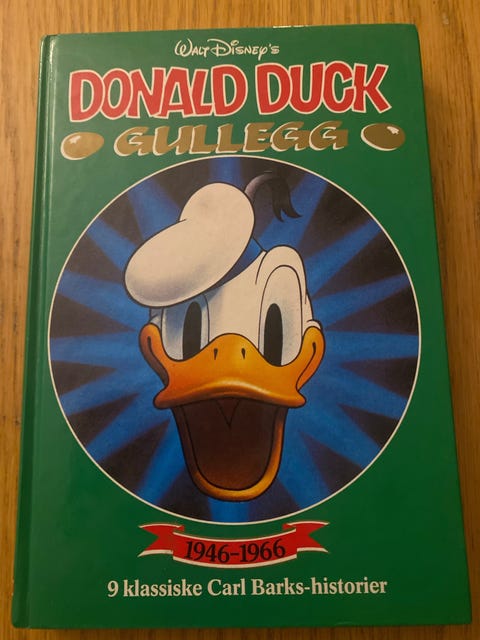 Walt Disney's
DONALD DUCK
GULLEGG
1946-1966
9 klassiske Carl Barks-historier